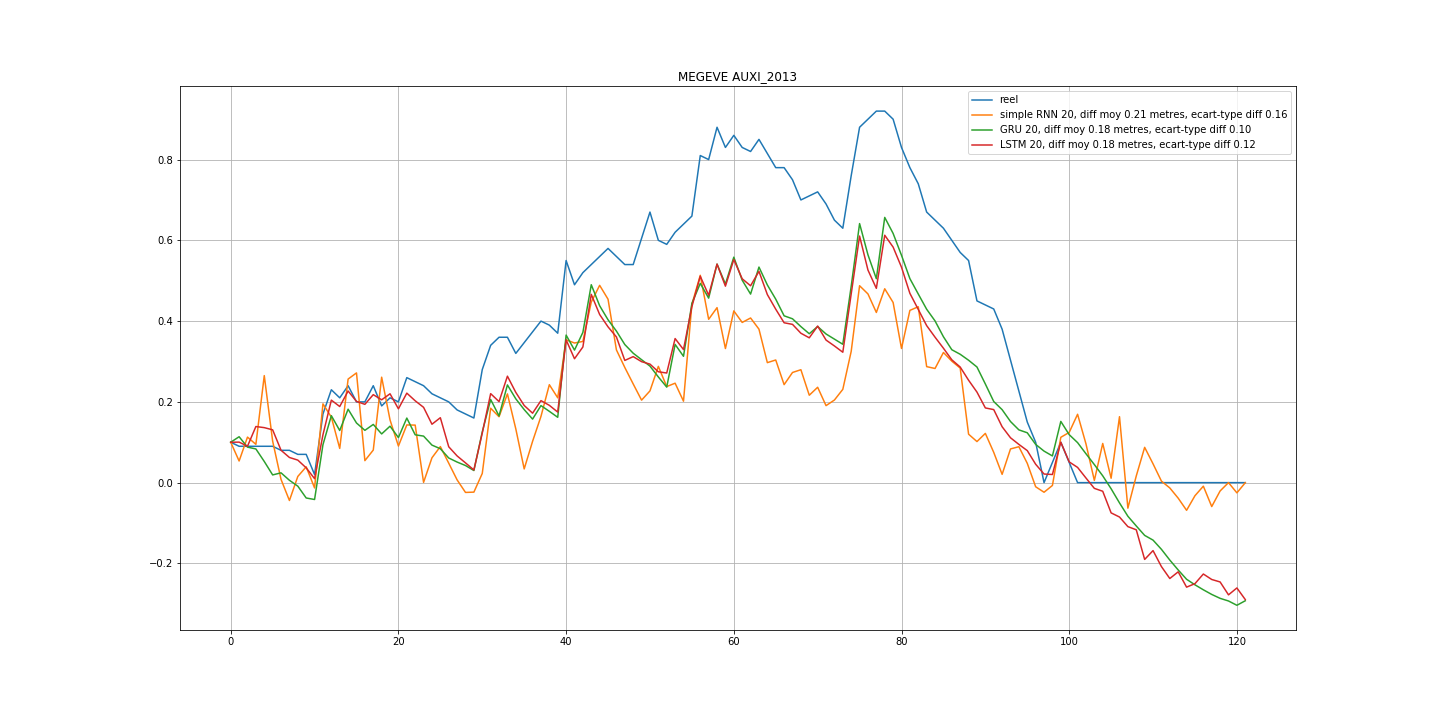 MEGEVE AUXI_2013
reel
simple RNN 20, diff moy 0.21 metres, ecart-type diff 0.16
GRU 20, diff moy 0.18 metres, ecart-type diff 0.10
LSTM 20, diff moy 0.18 metres, ecart-type diff 0.12
0.8
0.6
0.4
0.2
0.0
−0.2
0 20 40 60 80 100 120